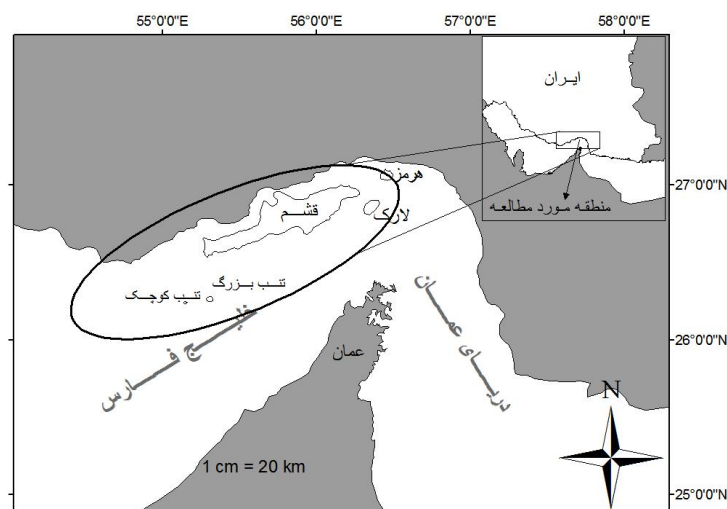 55°0'0"E 56°0'0"E 57°0'0"E 58°0'0"E
ایران
منطقه مورد مطالعه
27°0'0"N
هرمز
لارک
قشم
تنب بزرگ
تنب کوچک
خلیج فارس
دریای عمان
عمان
26°0'0"N
N
1 cm = 20 km
25°0'0"N